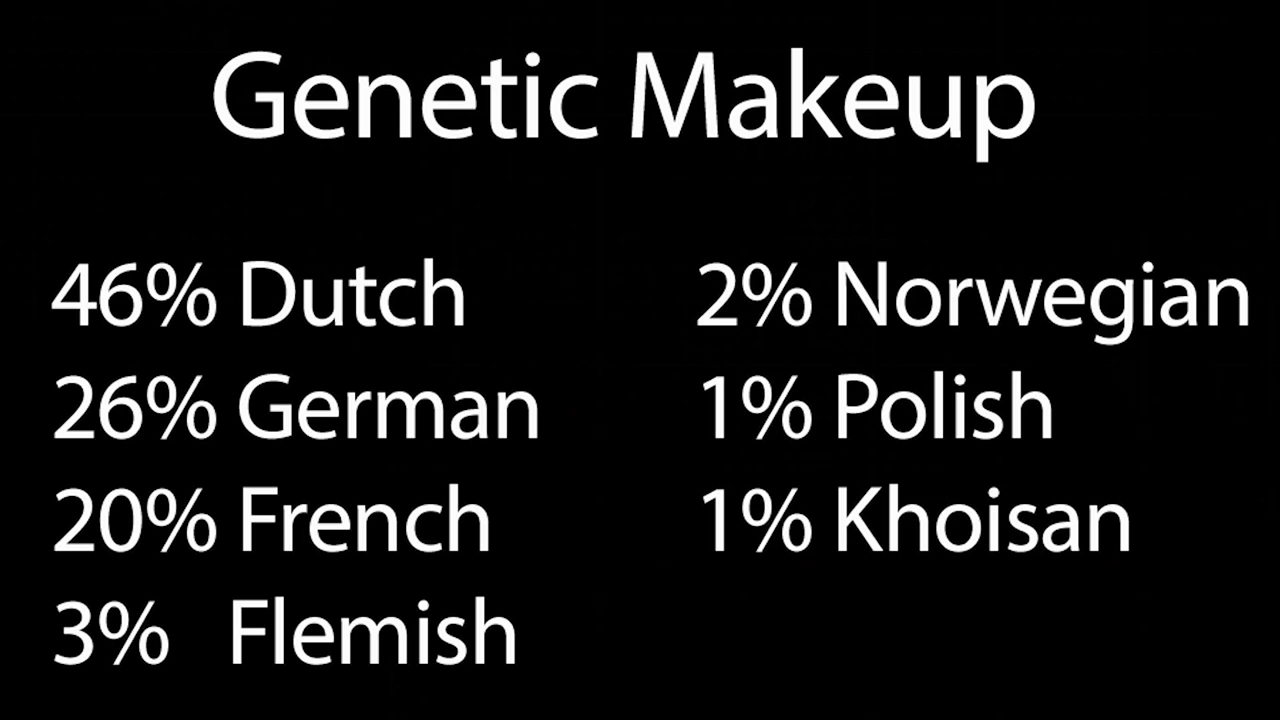 Genetic Makeup
46% Dutch
26% German
20% French
3% Flemish
2% Norwegian
1% Polish
1% Khoisan